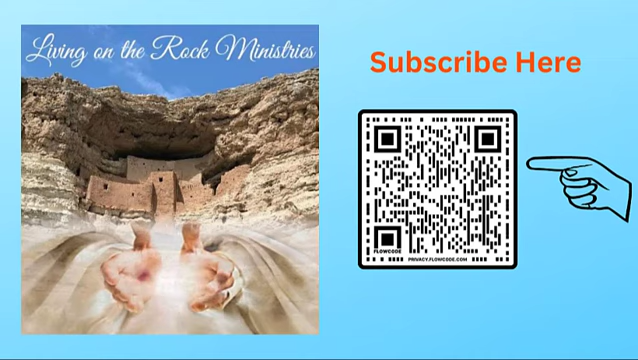 Living on the Rock Ministries
Subscribe Here
FLOWCODE
PRIVACY.FLOWCODE.COM